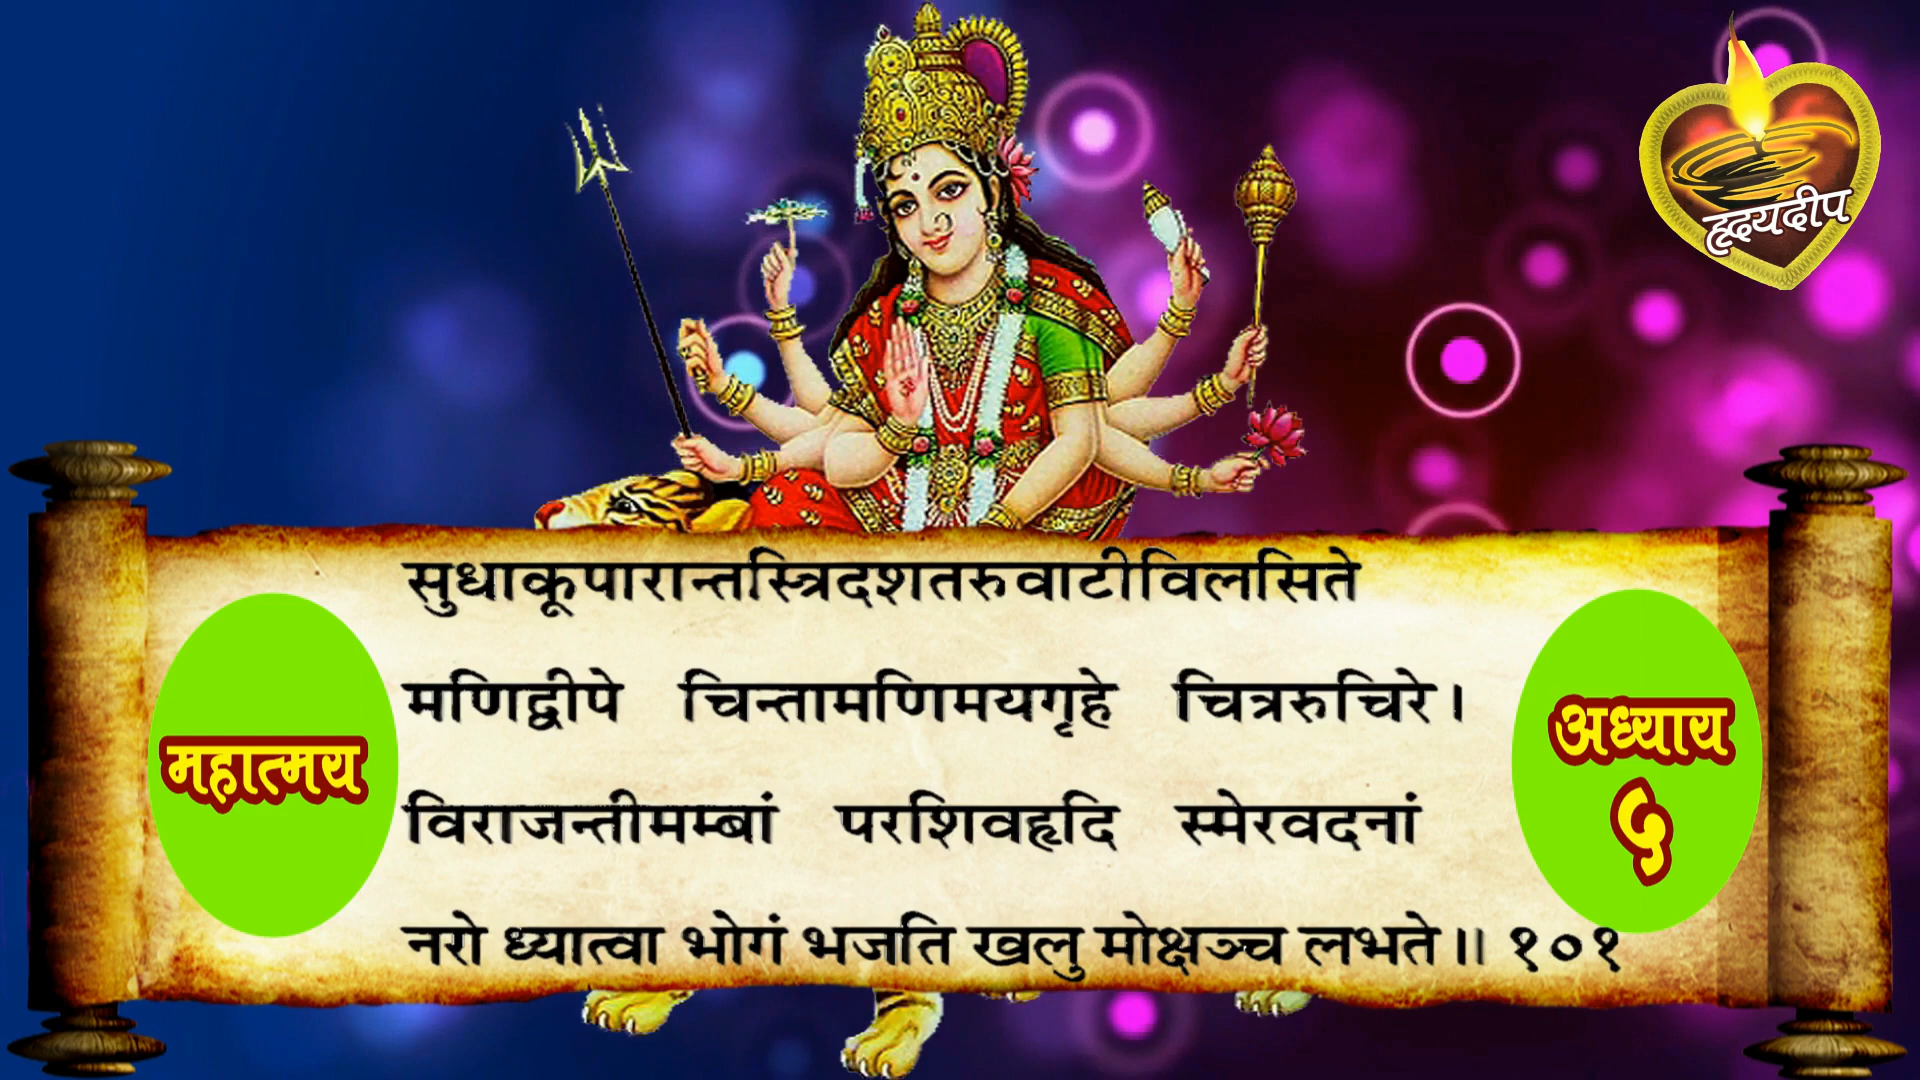 हृदयदीप
सुधाकूपारान्तस्त्रिदशतरुवाटीविलसिते
मणिद्वीपे चिन्तामणिमयगृहे चित्ररुचिरे।
विराजन्तीमम्बां परशिवहृदि स्मेरवदनां
नरो ध्यात्वा भोगं भजति खलु मोक्षञ्च लभते॥ १०१
महात्मय
अध्याय
५